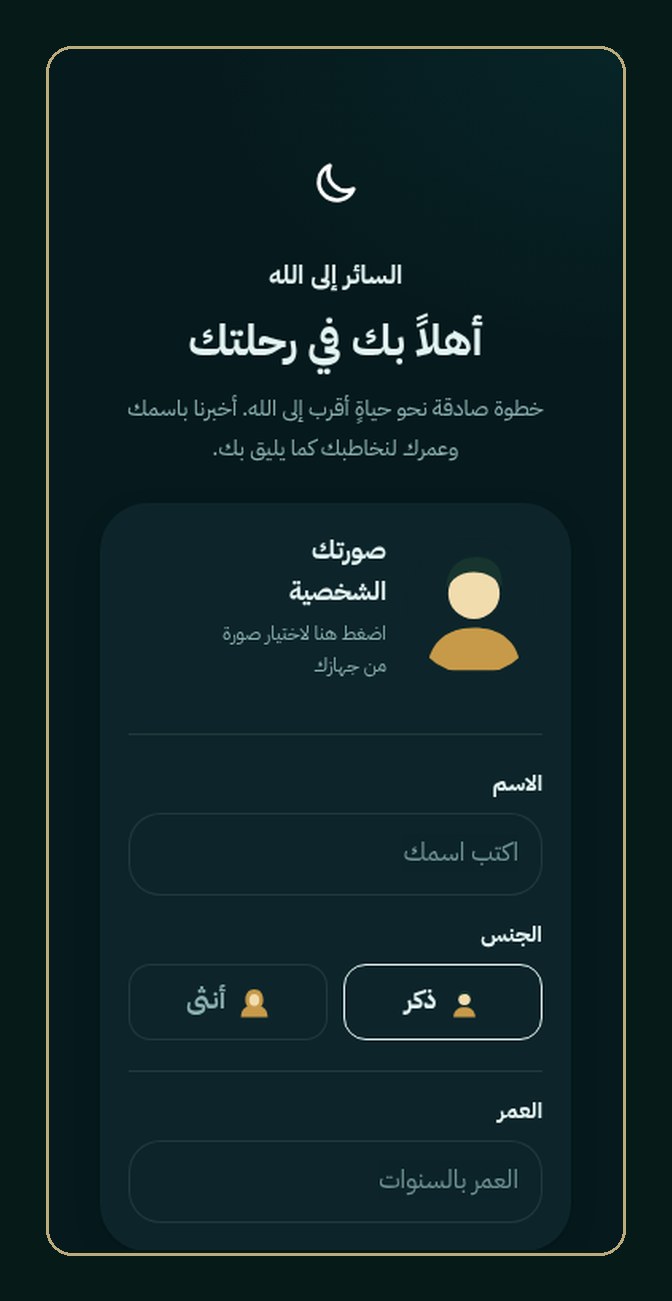 السائر إلى الله
أهلاً بك في رحلتك
خطوة صادقة نحو حياةٍ أقرب إلى الله. أخبرنا باسمك
وعمرك لنخاطبك كما يليق بك.
صورتك
الشخصية
اضغط هنا لاختيار صورة
من جهازك
الاسم
اكتب اسمك
الجنس
ذكر
أنثى
العمر
العمر بالسنوات